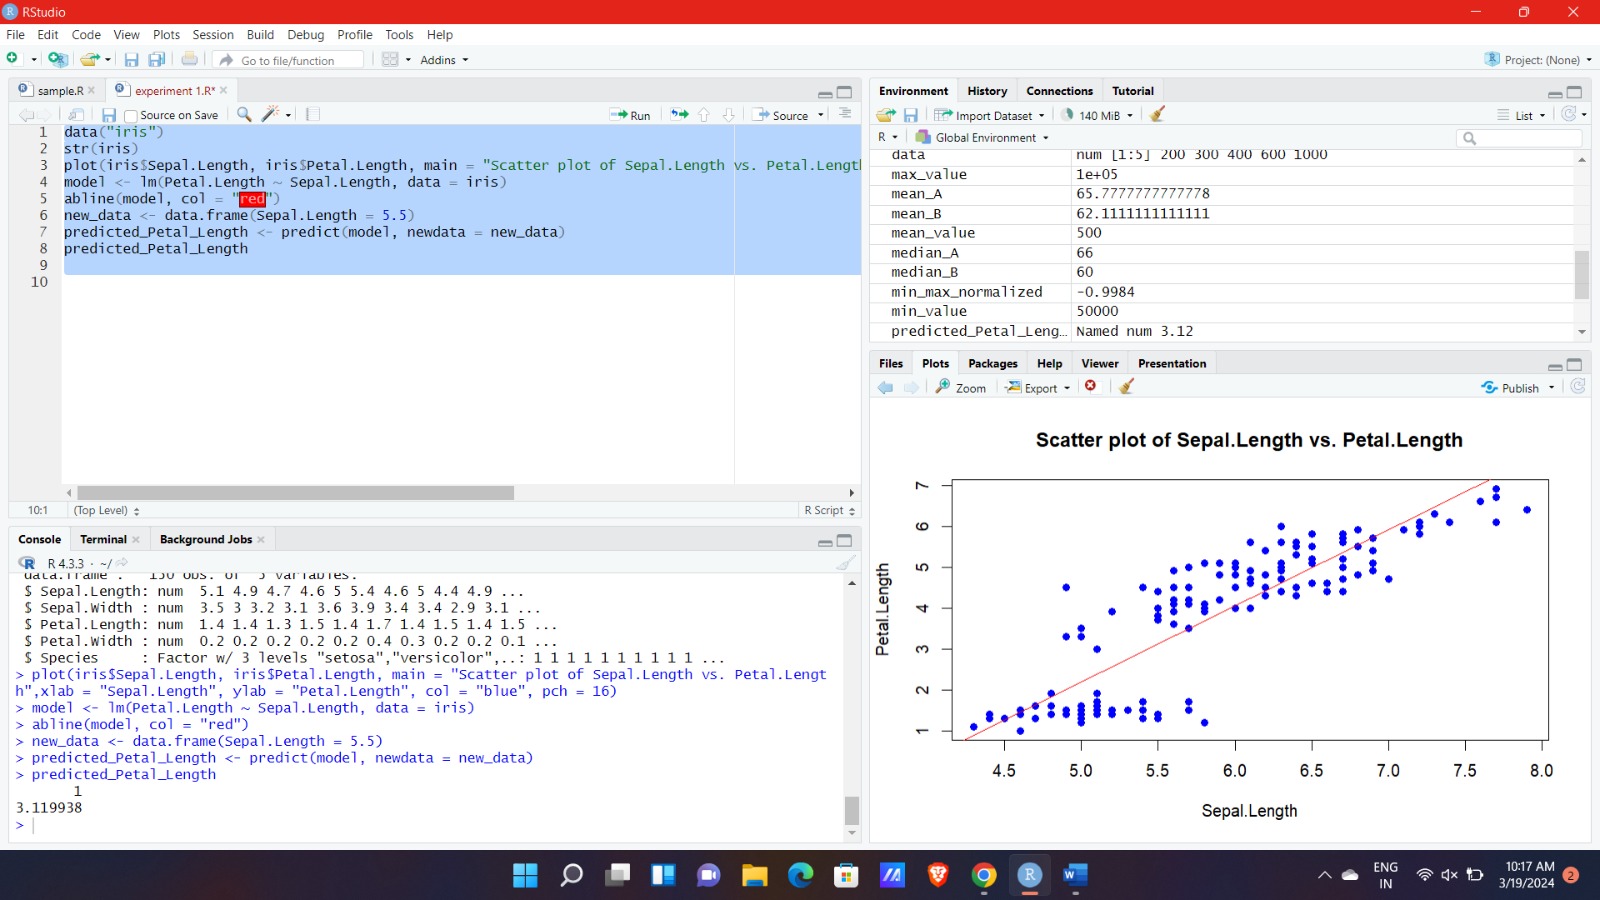 RStudio
File Edit Code View Plots Session Build Debug Profile Tools Help
Go to file/function Addins Project: (None)
sample.R experiment 1.R*
Source on Save Run Source
1 data("iris")
2 str(iris)
3 plot(iris$Sepal.Length, iris$Petal.Length, main = "Scatter plot of Sepal.Length vs. Petal.Lengt
4 model <- lm(Petal.Length ~ Sepal.Length, data = iris)
5 abline(model, col = "red")
6 new_data <- data.frame(Sepal.Length = 5.5)
7 predicted_Petal_Length <- predict(model, newdata = new_data)
8 predicted_Petal_Length
9
10
10:1 (Top Level) R Script
Console Terminal Background Jobs
R 4.3.3 · ~/
'data.frame': 150 obs. of 5 variables:
$ Sepal.Length: num 5.1 4.9 4.7 4.6 5 5.4 4.6 5 4.4 4.9 ...
$ Sepal.Width : num 3.5 3 3.2 3.1 3.6 3.9 3.4 3.4 2.9 3.1 ...
$ Petal.Length: num 1.4 1.4 1.3 1.5 1.4 1.7 1.4 1.5 1.4 1.5 ...
$ Petal.Width : num 0.2 0.2 0.2 0.2 0.2 0.4 0.3 0.2 0.2 0.1 ...
$ Species : Factor w/ 3 levels "setosa","versicolor",..: 1 1 1 1 1 1 1 1 1 1 ...
> plot(iris$Sepal.Length, iris$Petal.Length, main = "Scatter plot of Sepal.Length vs. Petal.Lengt
h",xlab = "Sepal.Length", ylab = "Petal.Length", col = "blue", pch = 16)
> model <- lm(Petal.Length ~ Sepal.Length, data = iris)
> abline(model, col = "red")
> new_data <- data.frame(Sepal.Length = 5.5)
> predicted_Petal_Length <- predict(model, newdata = new_data)
> predicted_Petal_Length
1
3.119938
>
Environment History Connections Tutorial
Import Dataset 140 MiB List
R Global Environment
data num [1:5] 200 300 400 600 1000
max_value 1e+05
mean_A 65.7777777777778
mean_B 62.1111111111111
mean_value 500
median_A 66
median_B 60
min_max_normalized -0.9984
min_value 50000
predicted_Petal_Leng… Named num 3.12
Files Plots Packages Help Viewer Presentation
Zoom Export Publish
Scatter plot of Sepal.Length vs. Petal.Length
Petal.Length
7
6
5
4
3
2
1
4.5 5.0 5.5 6.0 6.5 7.0 7.5 8.0
Sepal.Length
ENG
IN
10:17 AM
3/19/2024
2